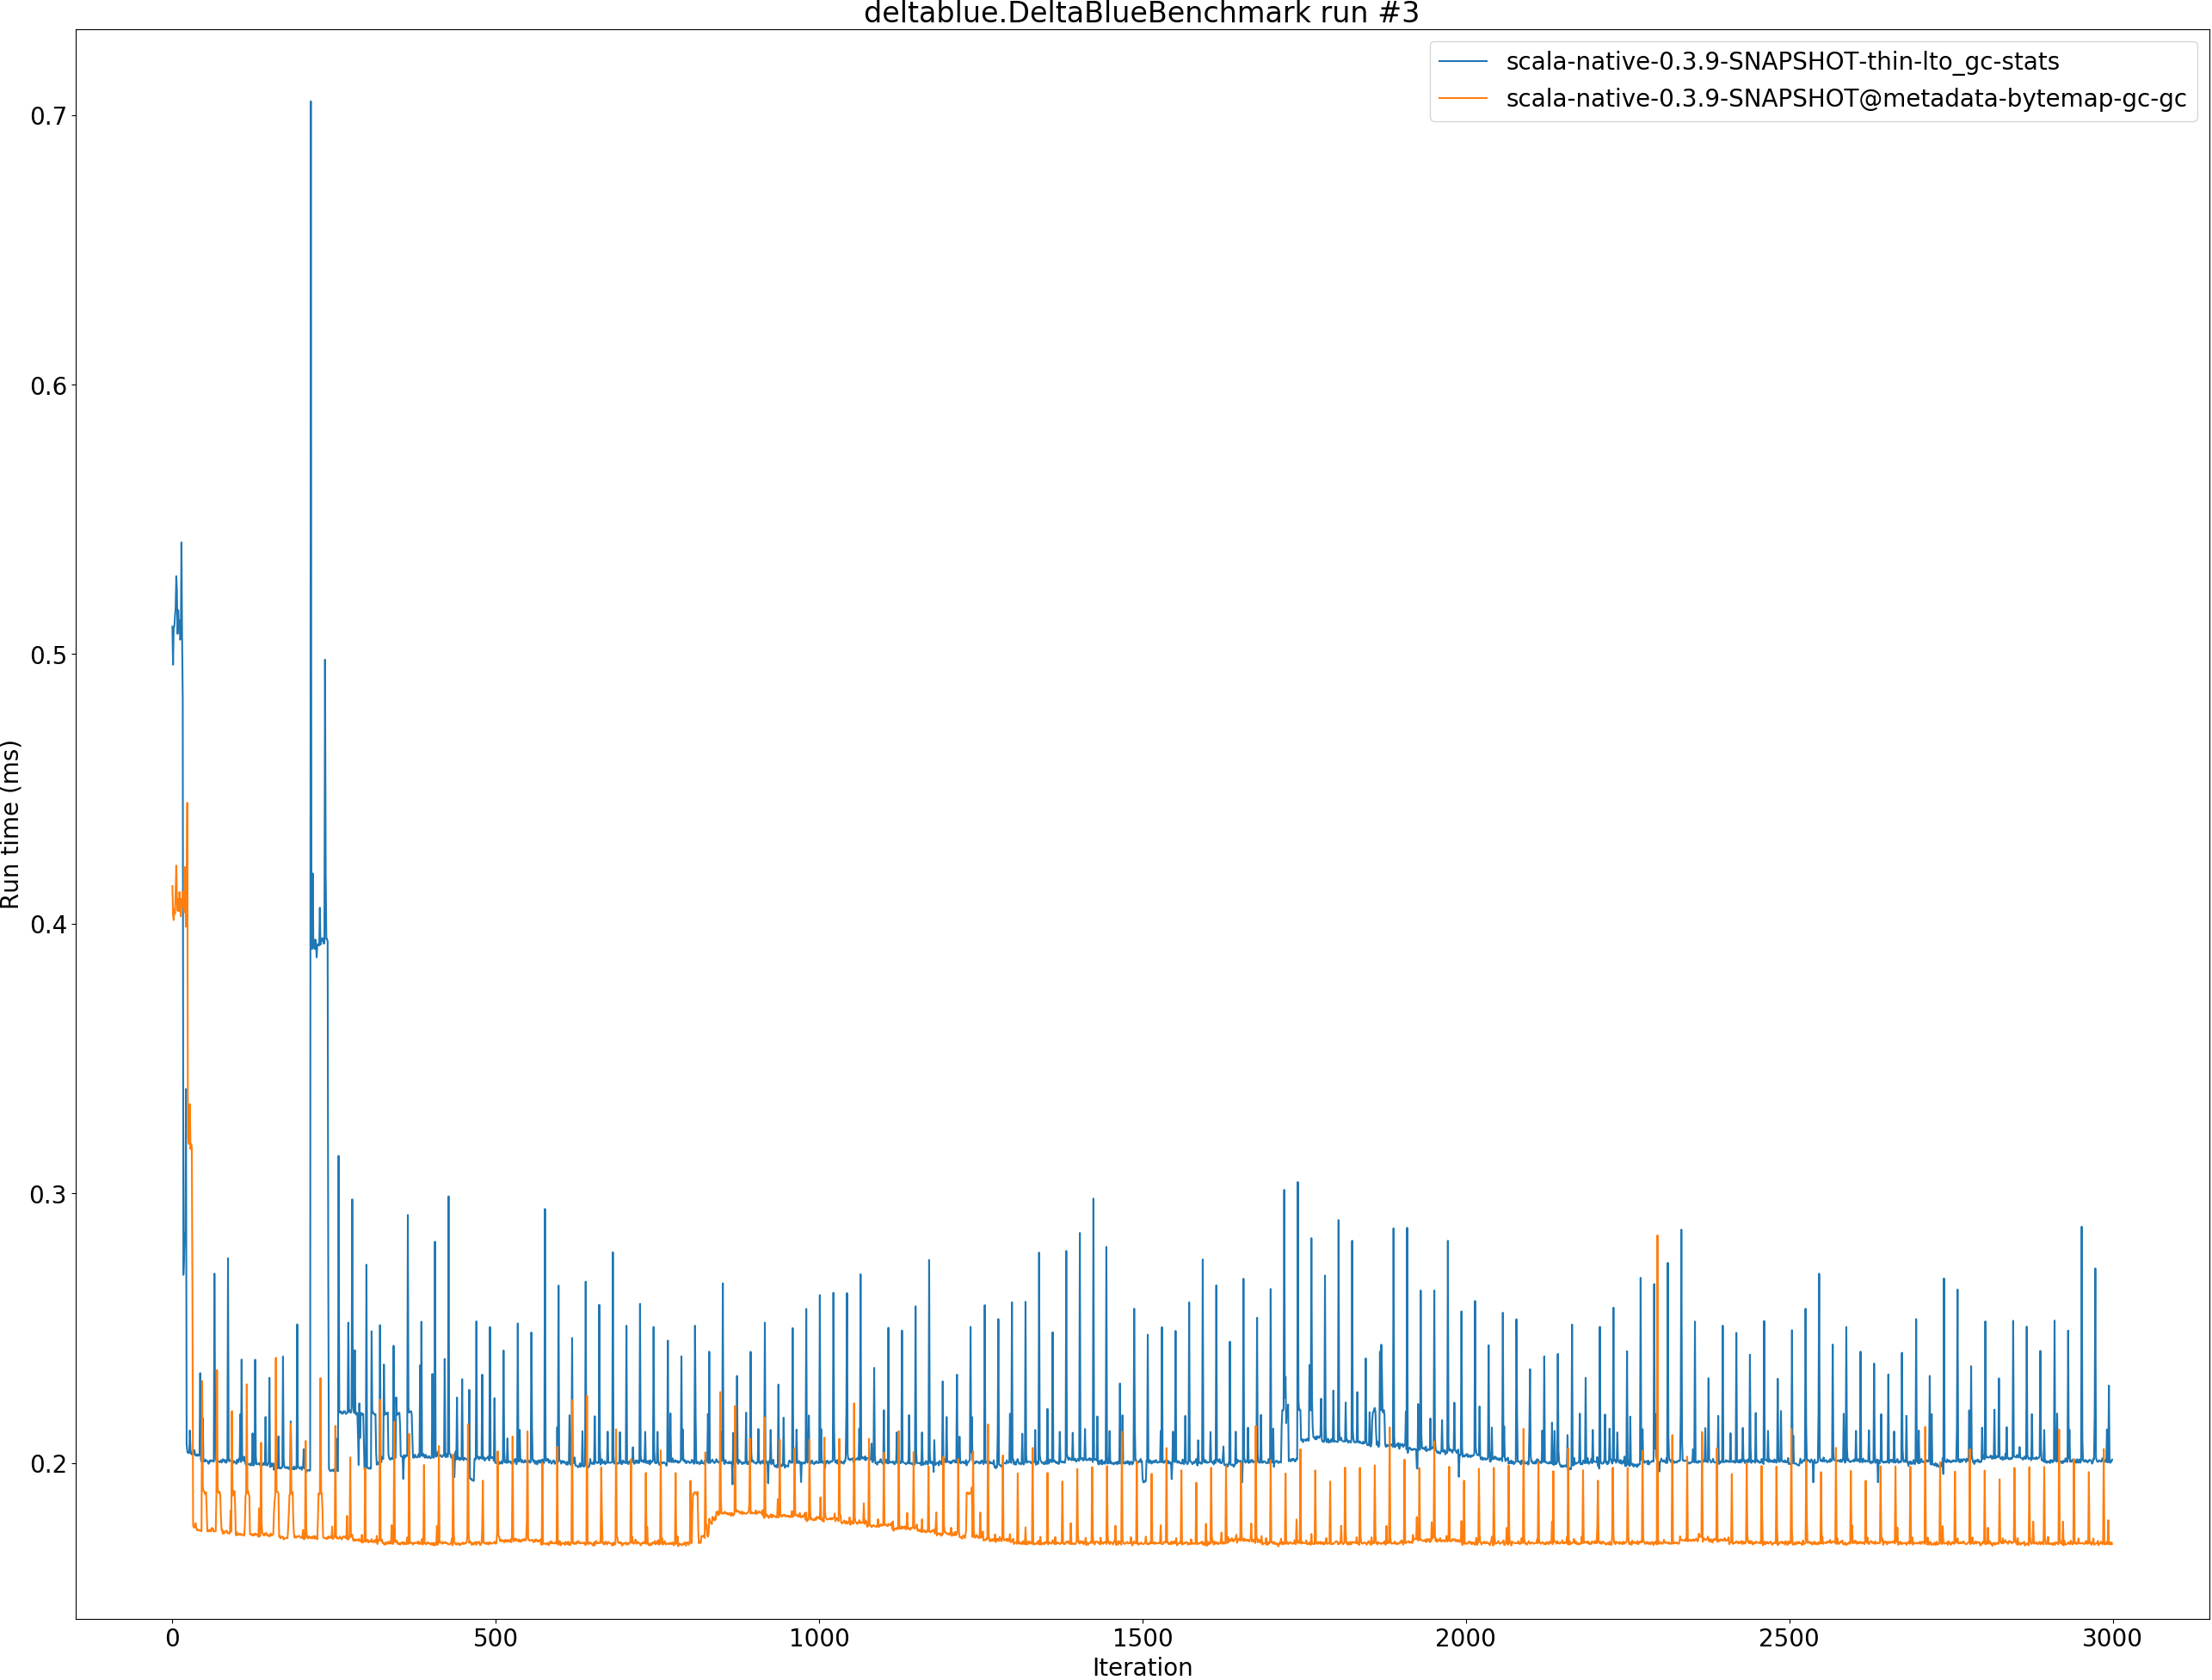 deltablue.DeltaBlueBenchmark run #3
scala-native-0.3.9-SNAPSHOT-thin-lto_gc-stats
scala-native-0.3.9-SNAPSHOT@metadata-bytemap-gc-gc
0.7
0.6
0.5
0.4
0.3
0.2
Run time (ms)
0 500 1000 1500 2000 2500 3000
Iteration